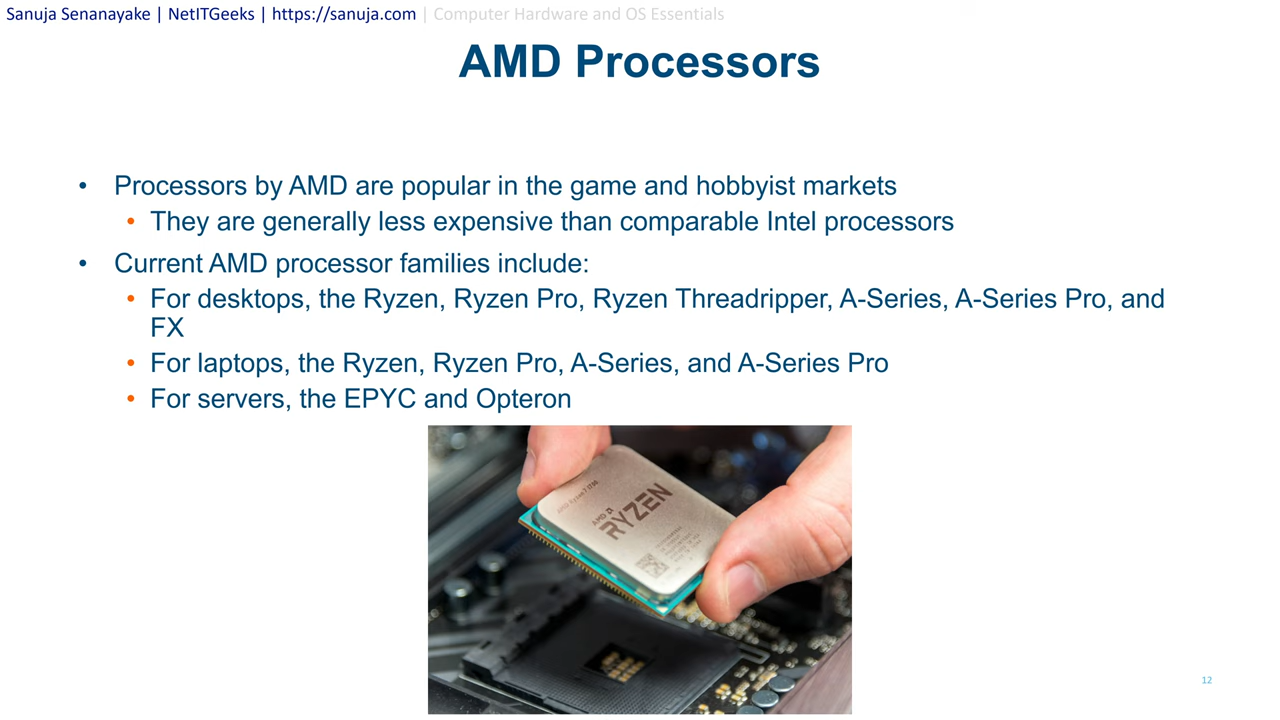 Sanuja Senanayake | NetITGeeks | https://sanuja.com | Computer Hardware and OS Essentials
AMD Processors
• Processors by AMD are popular in the game and hobbyist markets
• They are generally less expensive than comparable Intel processors
• Current AMD processor families include:
• For desktops, the Ryzen, Ryzen Pro, Ryzen Threadripper, A-Series, A-Series Pro, and
FX
• For laptops, the Ryzen, Ryzen Pro, A-Series, and A-Series Pro
• For servers, the EPYC and Opteron
AMD
RYZEN
12